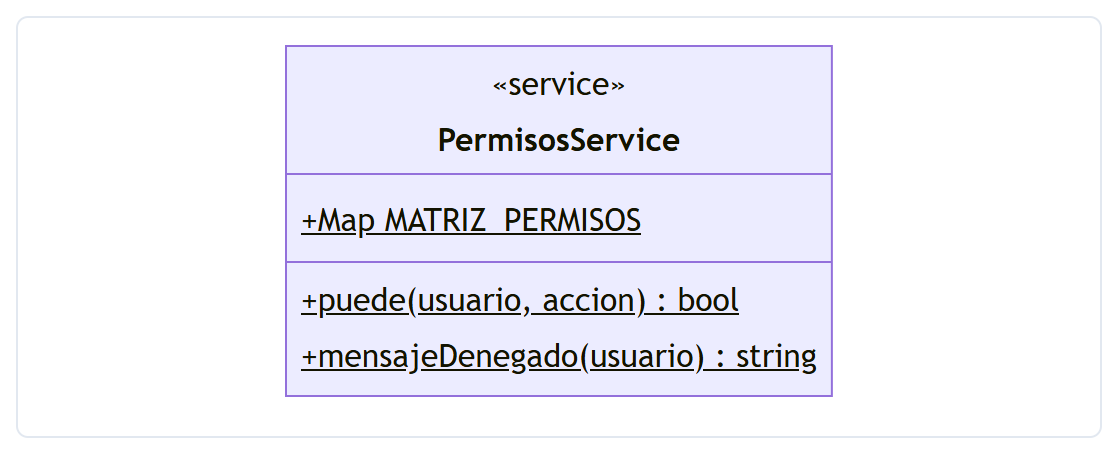 «service»
PermisosService
+Map MATRIZ_PERMISOS
+puede(usuario, accion) : bool
+mensajeDenegado(usuario) : string